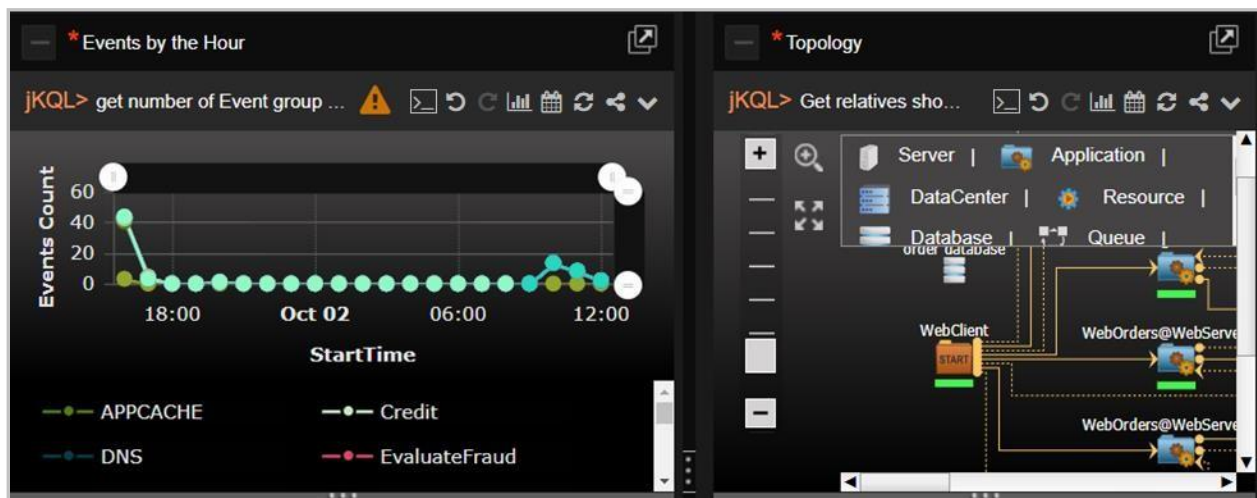 * Events by the Hour
jKQL> get number of Event group ...
Events Count
60
40
20
0
18:00 Oct 02 06:00 12:00
StartTime
APPCACHE Credit
DNS EvaluateFraud
* Topology
jKQL> Get relatives sho...
Server | Application |
DataCenter | Resource |
Database | Queue |
order database
WebClient
START
WebOrders@WebServe
WebOrders@WebServe